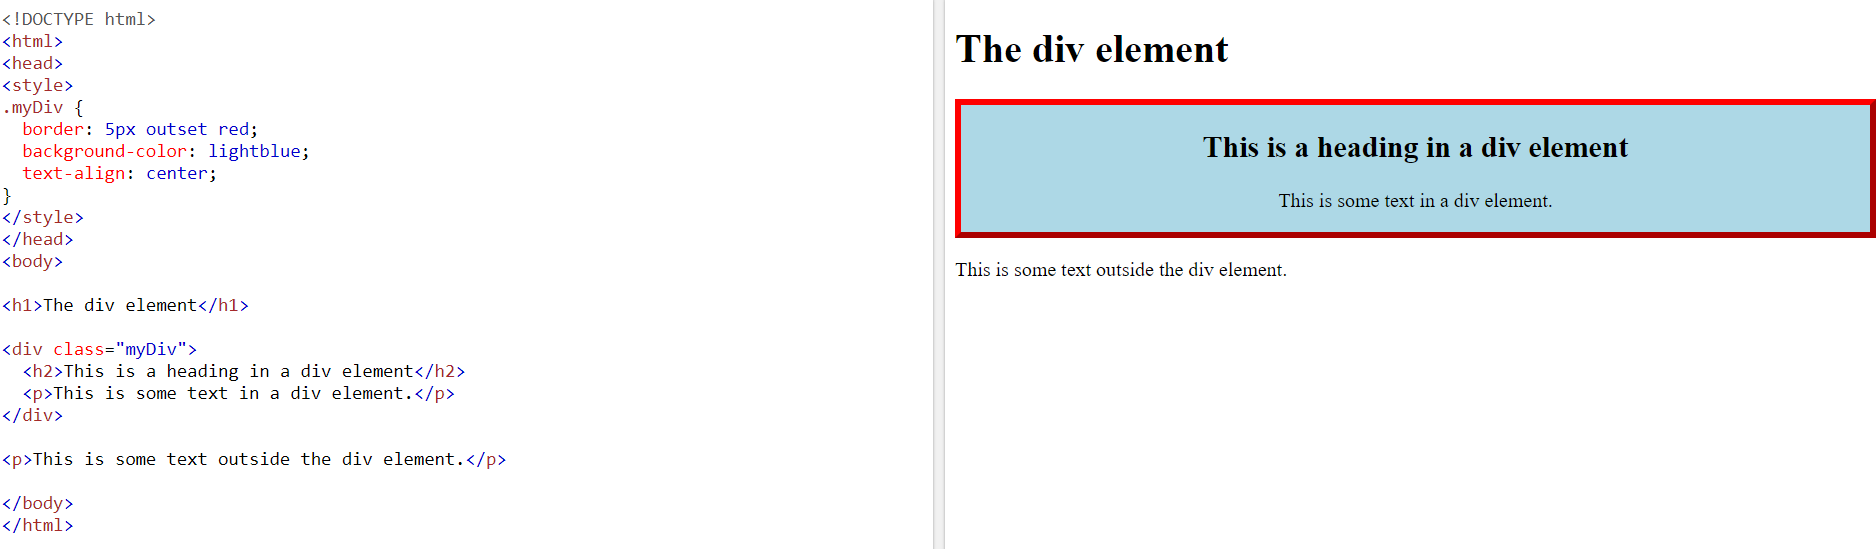 <!DOCTYPE html>
<html>
<head>
<style>
.myDiv {
  border: 5px outset red;
  background-color: lightblue;
  text-align: center;
}
</style>
</head>
<body>

<h1>The div element</h1>

<div class="myDiv">
  <h2>This is a heading in a div element</h2>
  <p>This is some text in a div element.</p>
</div>

<p>This is some text outside the div element.</p>

</body>
</html>
The div element
This is a heading in a div element
This is some text in a div element.
This is some text outside the div element.